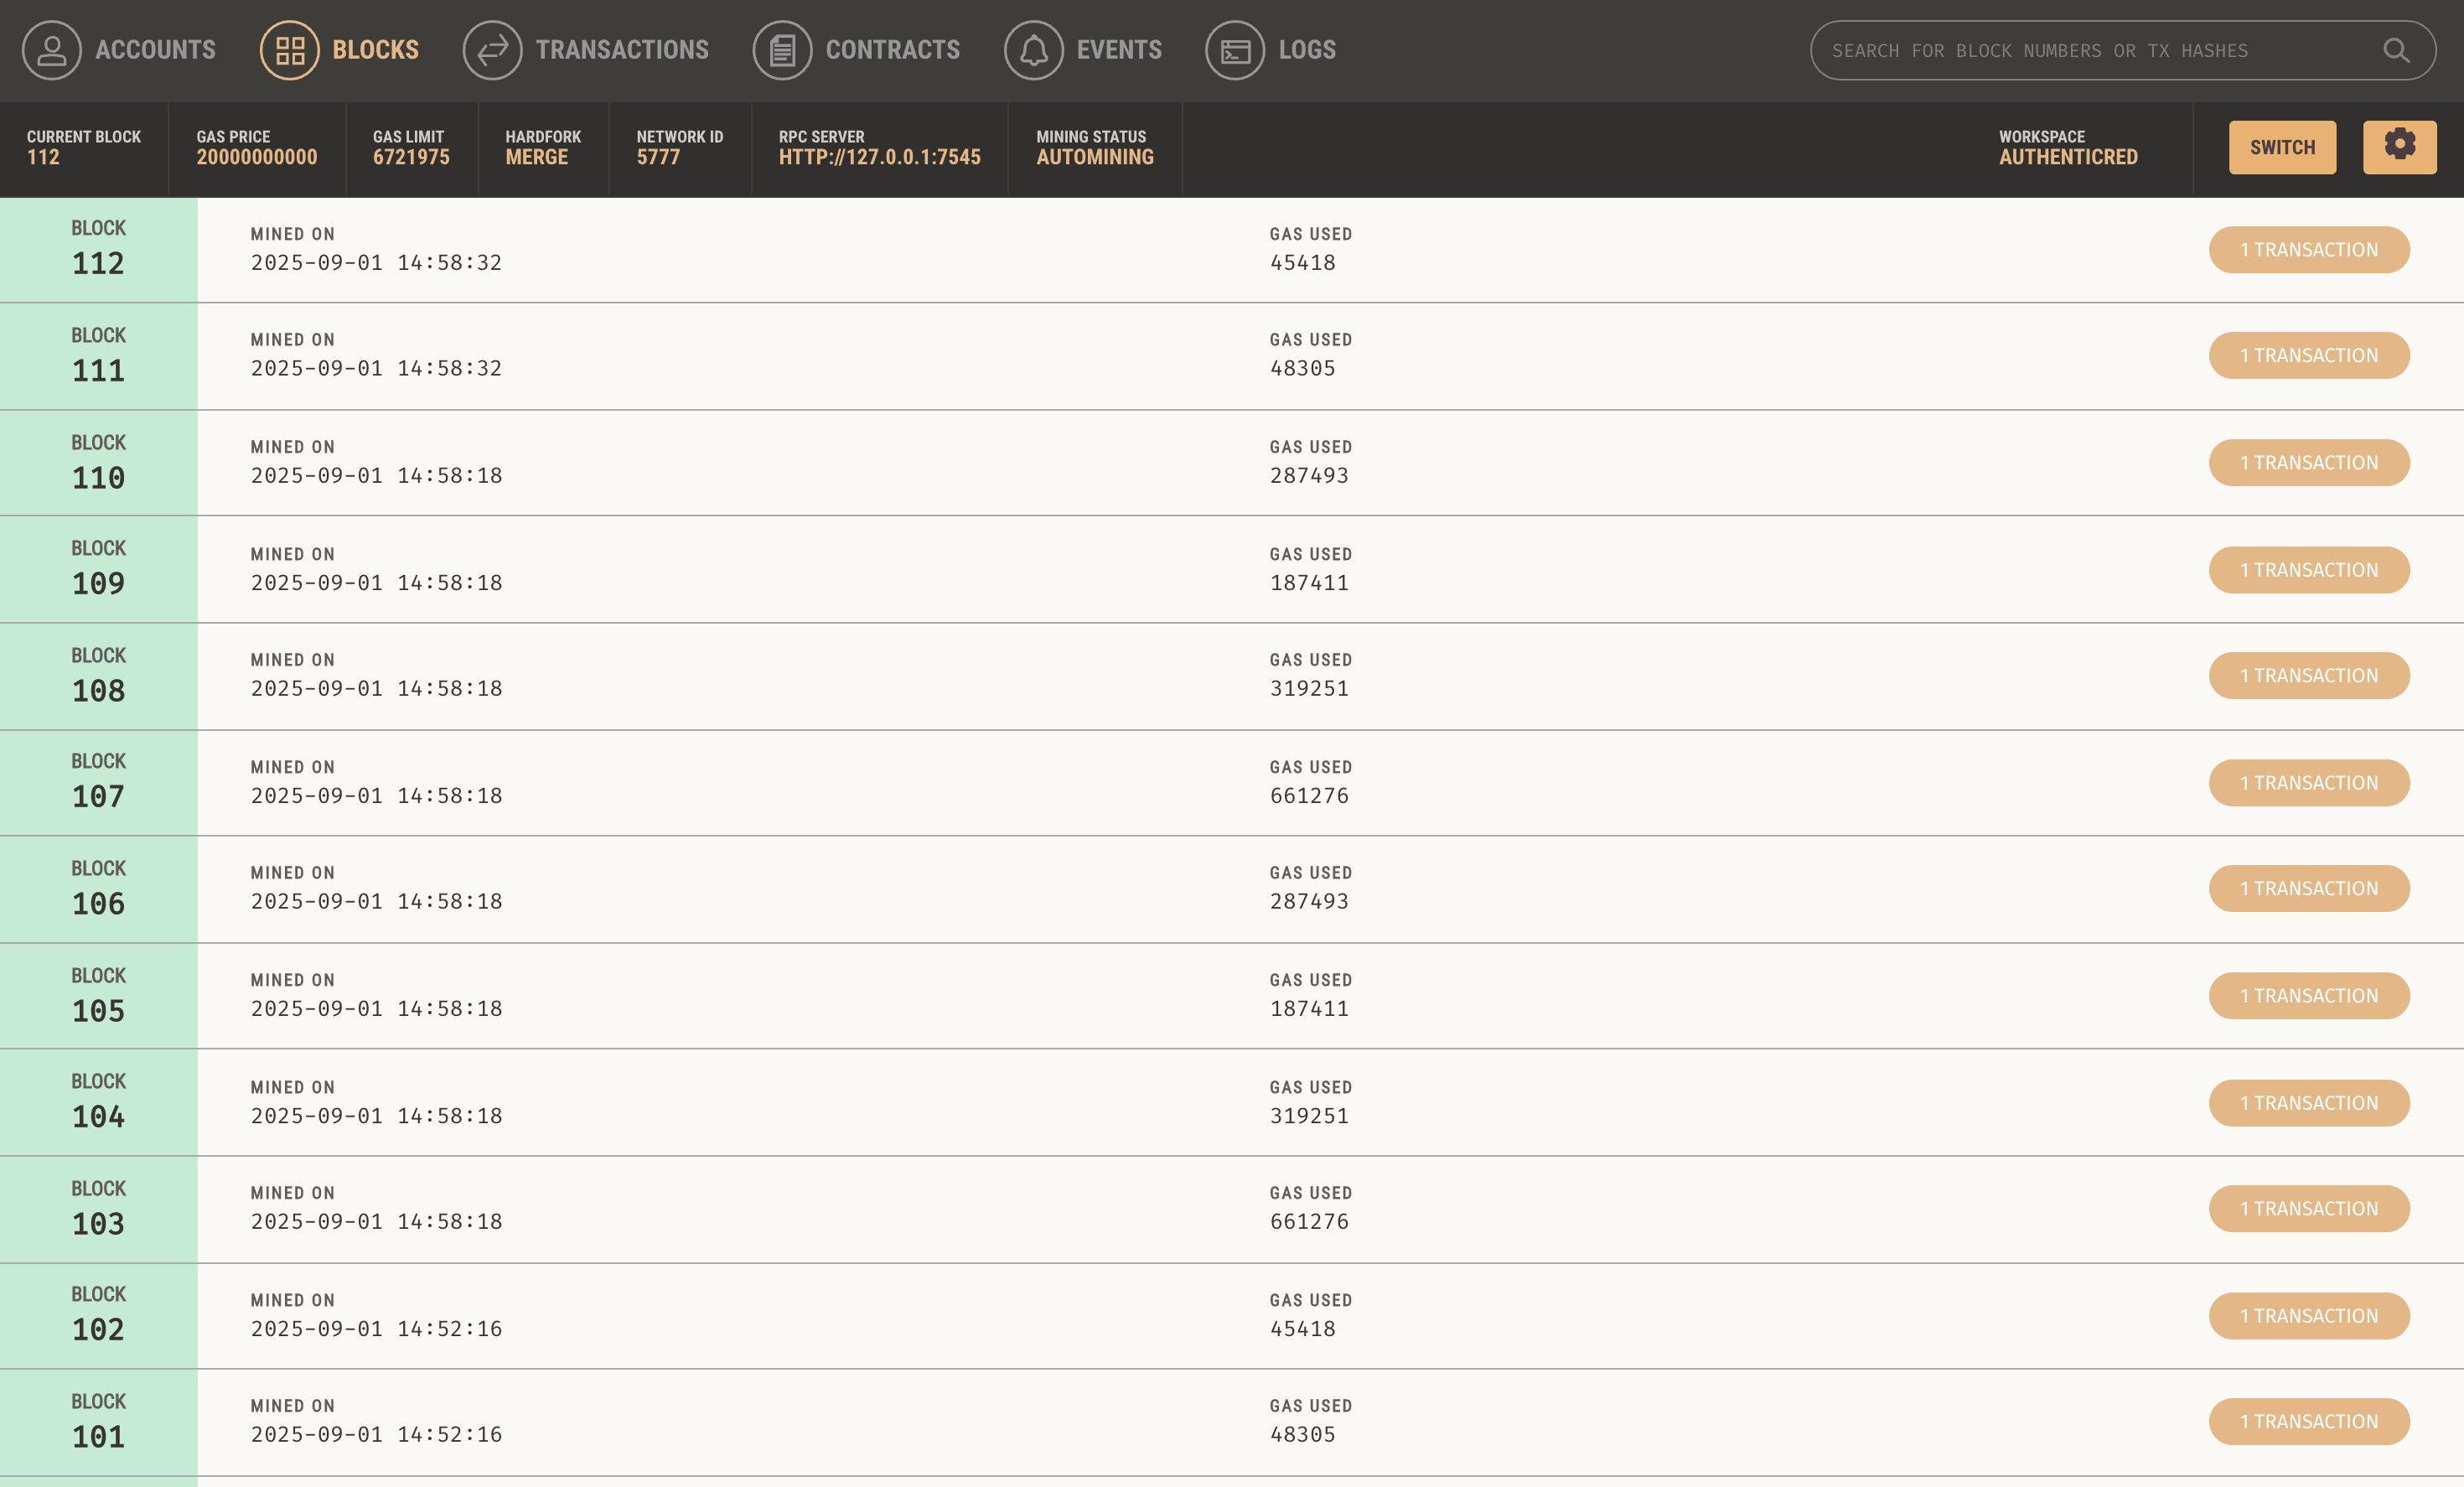 ACCOUNTS BLOCKS TRANSACTIONS CONTRACTS EVENTS LOGS SEARCH FOR BLOCK NUMBERS OR TX HASHES
CURRENT BLOCK GAS PRICE GAS LIMIT HARDFORK NETWORK ID RPC SERVER MINING STATUS WORKSPACE
112 20000000000 6721975 MERGE 5777 HTTP://127.0.0.1:7545 AUTOMINING AUTHENTICRED SWITCH
BLOCK MINED ON GAS USED
112 2025-09-01 14:58:32 45418 1 TRANSACTION
BLOCK MINED ON GAS USED
111 2025-09-01 14:58:32 48305 1 TRANSACTION
BLOCK MINED ON GAS USED
110 2025-09-01 14:58:18 287493 1 TRANSACTION
BLOCK MINED ON GAS USED
109 2025-09-01 14:58:18 187411 1 TRANSACTION
BLOCK MINED ON GAS USED
108 2025-09-01 14:58:18 319251 1 TRANSACTION
BLOCK MINED ON GAS USED
107 2025-09-01 14:58:18 661276 1 TRANSACTION
BLOCK MINED ON GAS USED
106 2025-09-01 14:58:18 287493 1 TRANSACTION
BLOCK MINED ON GAS USED
105 2025-09-01 14:58:18 187411 1 TRANSACTION
BLOCK MINED ON GAS USED
104 2025-09-01 14:58:18 319251 1 TRANSACTION
BLOCK MINED ON GAS USED
103 2025-09-01 14:58:18 661276 1 TRANSACTION
BLOCK MINED ON GAS USED
102 2025-09-01 14:52:16 45418 1 TRANSACTION
BLOCK MINED ON GAS USED
101 2025-09-01 14:52:16 48305 1 TRANSACTION